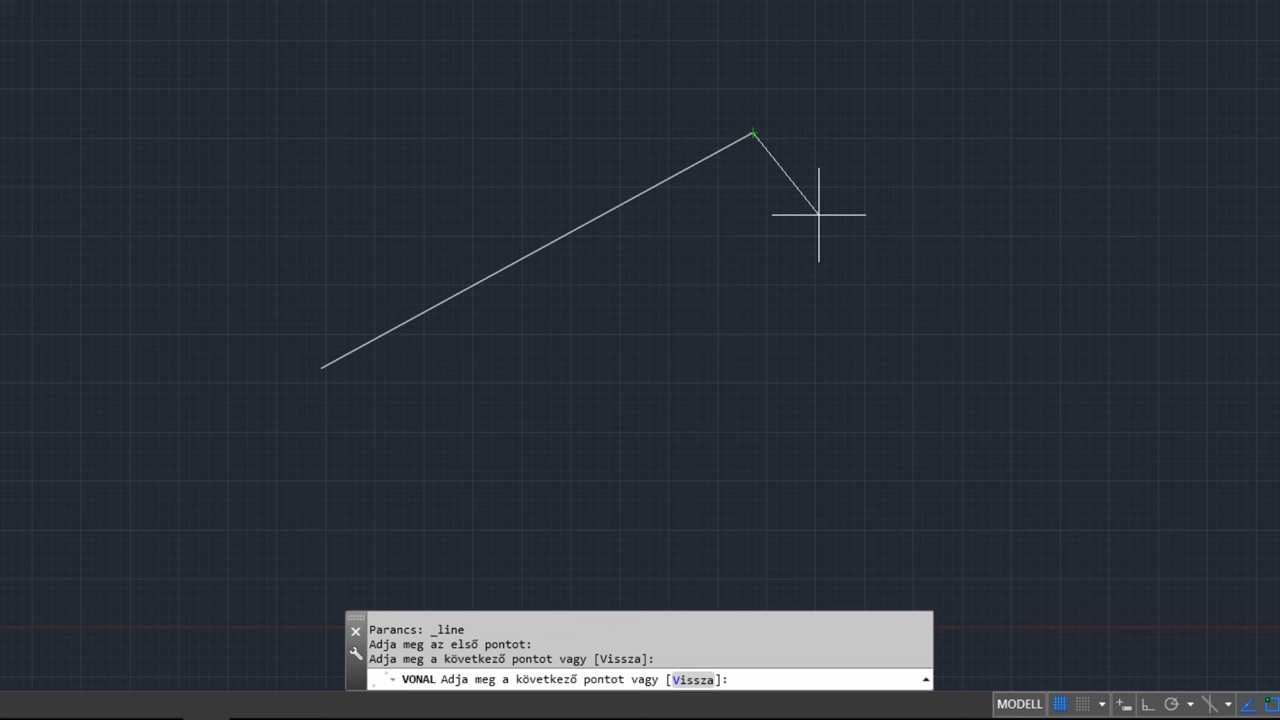 Parancs: _line
Adja meg az első pontot:
Adja meg a következő pontot vagy [Vissza]:
VONAL Adja meg a következő pontot vagy [Vissza]:
MODELL